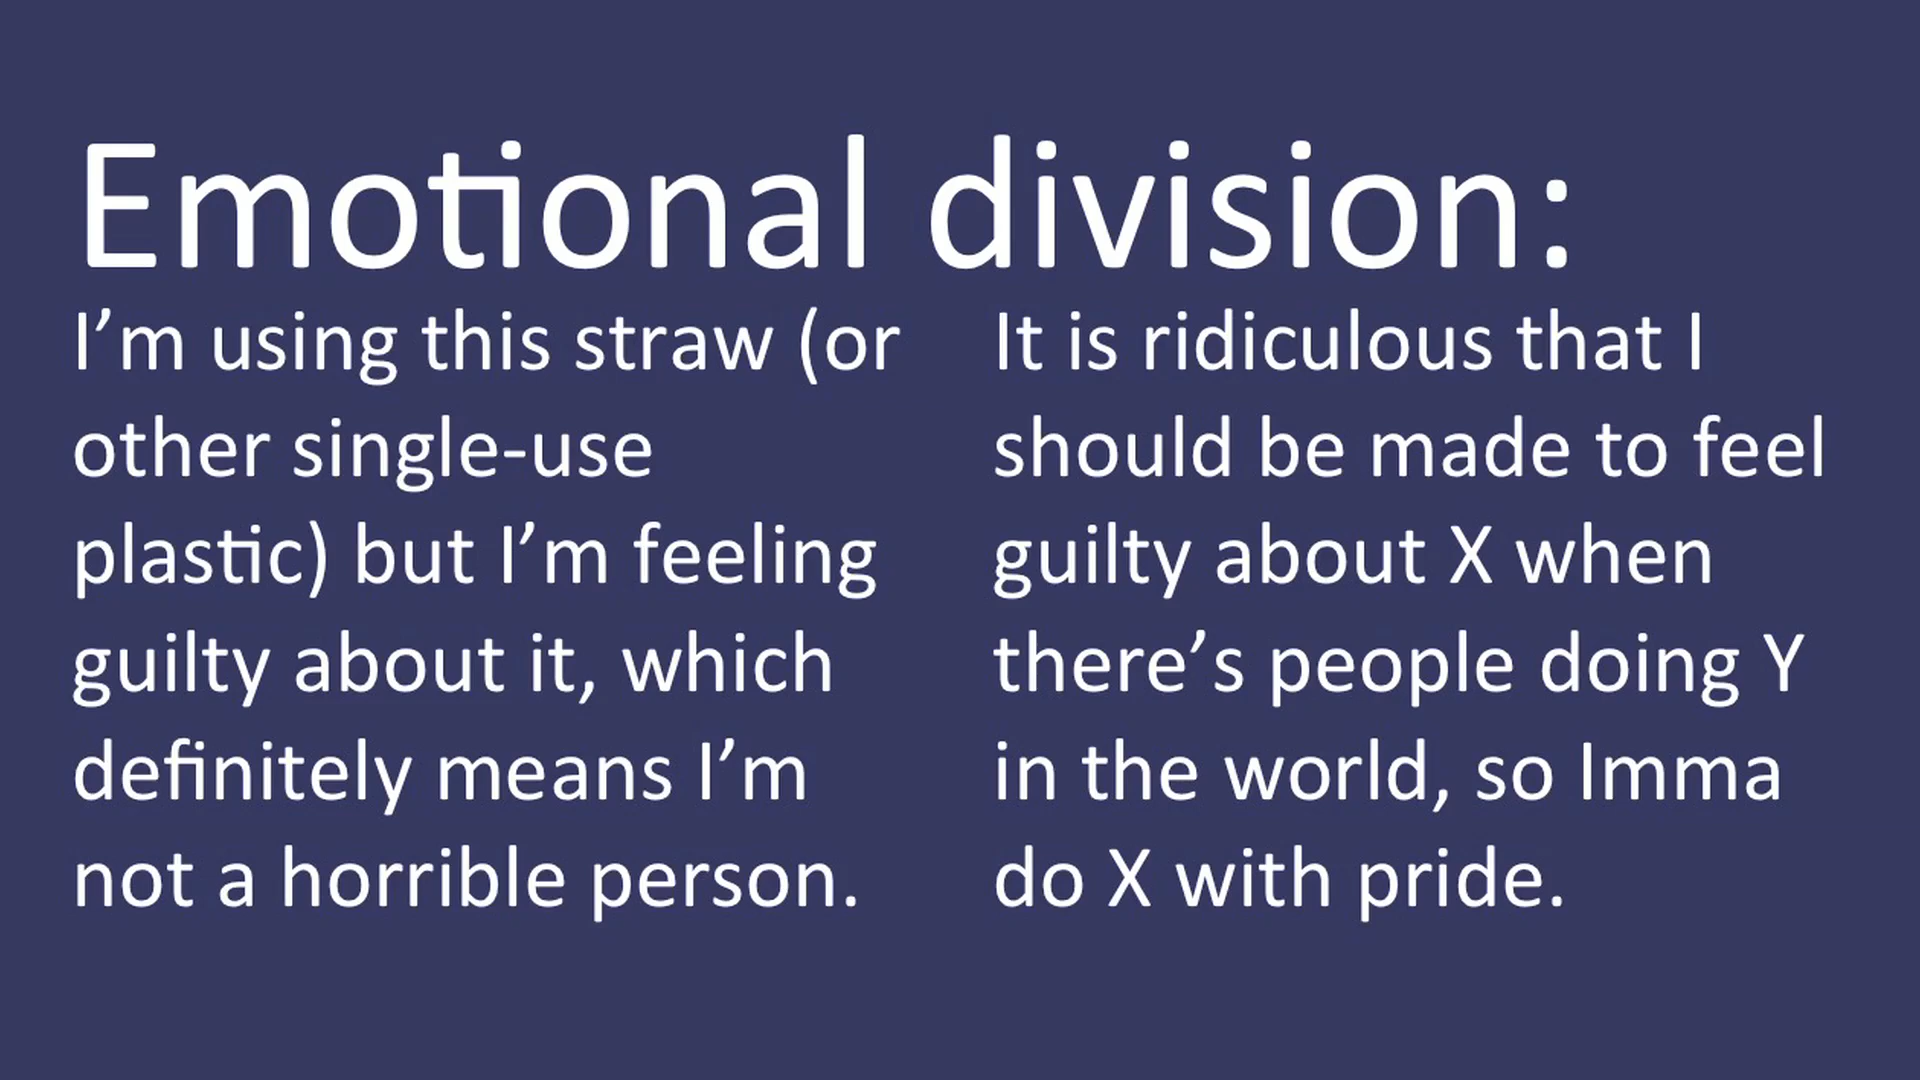 Emotional division:
I’m using this straw (or
other single-use
plastic) but I’m feeling
guilty about it, which
definitely means I’m
not a horrible person.
It is ridiculous that I
should be made to feel
guilty about X when
there’s people doing Y
in the world, so Imma
do X with pride.